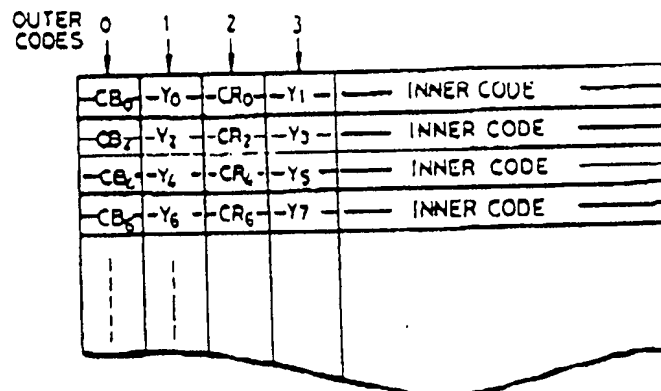 OUTER CODES 0 1 2 3
CB₀ Y₀ CR₀ Y₁ INNER CODE
CB₂ Y₂ CR₂ Y₃ INNER CODE
CB₄ Y₄ CR₄ Y₅ INNER CODE
CB₆ Y₆ CR₆ Y₇ INNER CODE